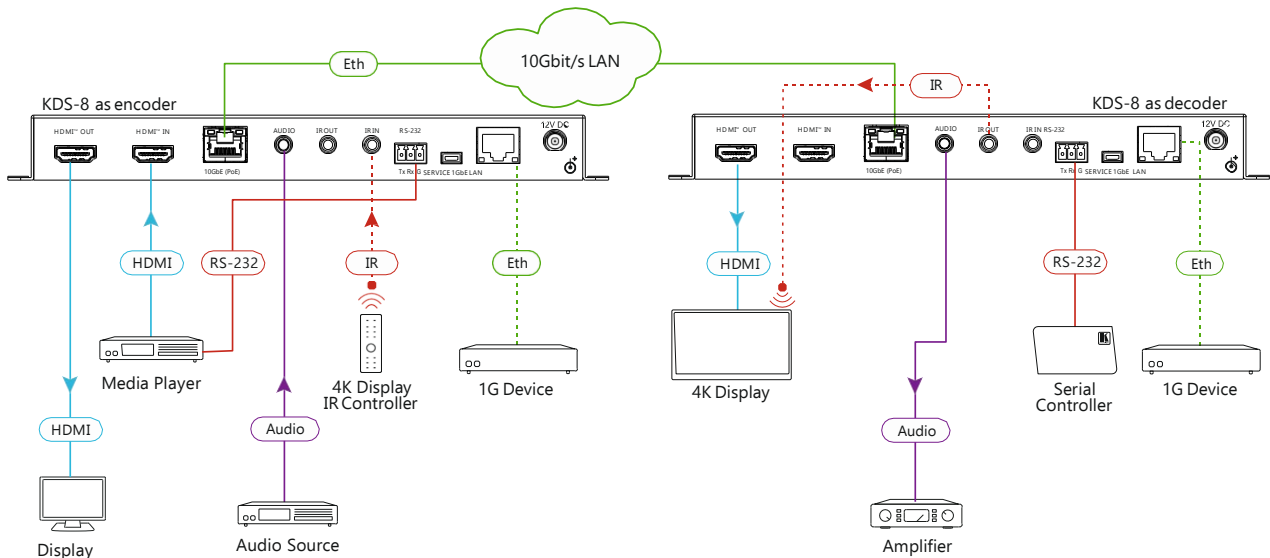 10Gbit/s LAN
Eth
IR
KDS-8 as encoder
KDS-8 as decoder
HDMI™ OUT
HDMI™ IN
AUDIO
IR OUT
IR IN
RS-232
12V DC
10GbE (PoE)
Tx Rx G SERVICE 1GbE LAN
HDMI™ OUT
HDMI™ IN
AUDIO
IR OUT
IR IN RS-232
12V DC
10GbE (PoE)
Tx Rx G SERVICE 1GbE LAN
HDMI
RS-232
IR
Eth
HDMI
RS-232
Eth
Media Player
4K Display
IR Controller
1G Device
4K Display
Serial
Controller
1G Device
HDMI
Audio
Audio
Display
Audio Source
Amplifier